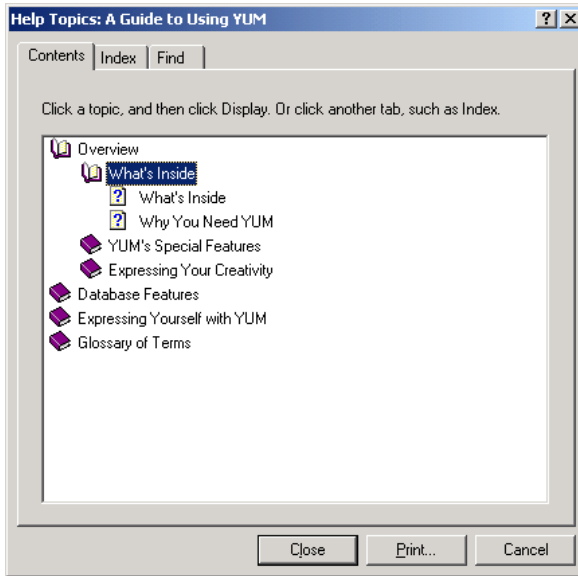 Help Topics: A Guide to Using YUM
Contents Index Find
Click a topic, and then click Display. Or click another tab, such as Index.
Overview
What's Inside
What's Inside
Why You Need YUM
YUM's Special Features
Expressing Your Creativity
Database Features
Expressing Yourself with YUM
Glossary of Terms
Close Print... Cancel